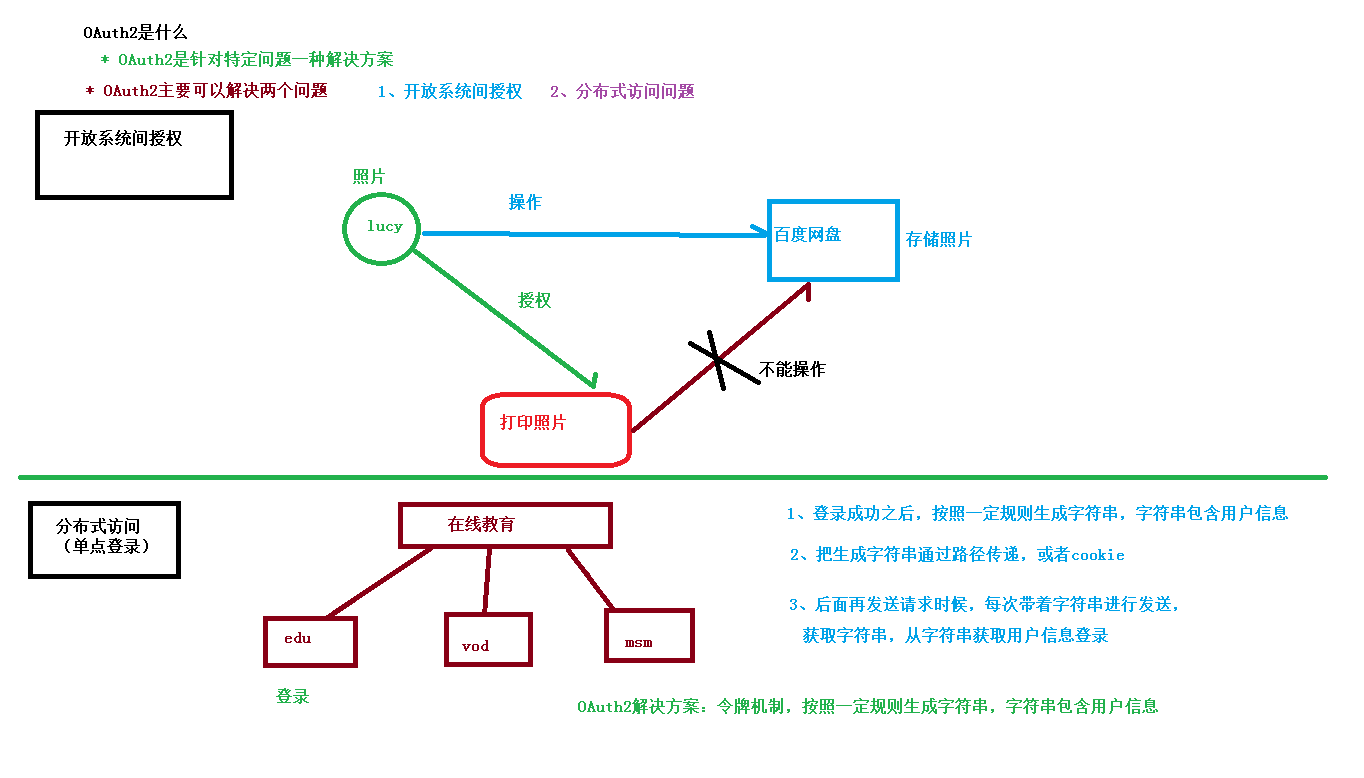 OAuth2是什么
* OAuth2是针对特定问题一种解决方案
* OAuth2主要可以解决两个问题 1、开放系统间授权 2、分布式访问问题
开放系统间授权
照片
lucy
操作
百度网盘
存储照片
授权
不能操作
打印照片
分布式访问
（单点登录）
在线教育
edu
vod
msm
登录
1、登录成功之后，按照一定规则生成字符串，字符串包含用户信息
2、把生成字符串通过路径传递，或者cookie
3、后面再发送请求时候，每次带着字符串进行发送，
获取字符串，从字符串获取用户信息登录
OAuth2解决方案：令牌机制，按照一定规则生成字符串，字符串包含用户信息